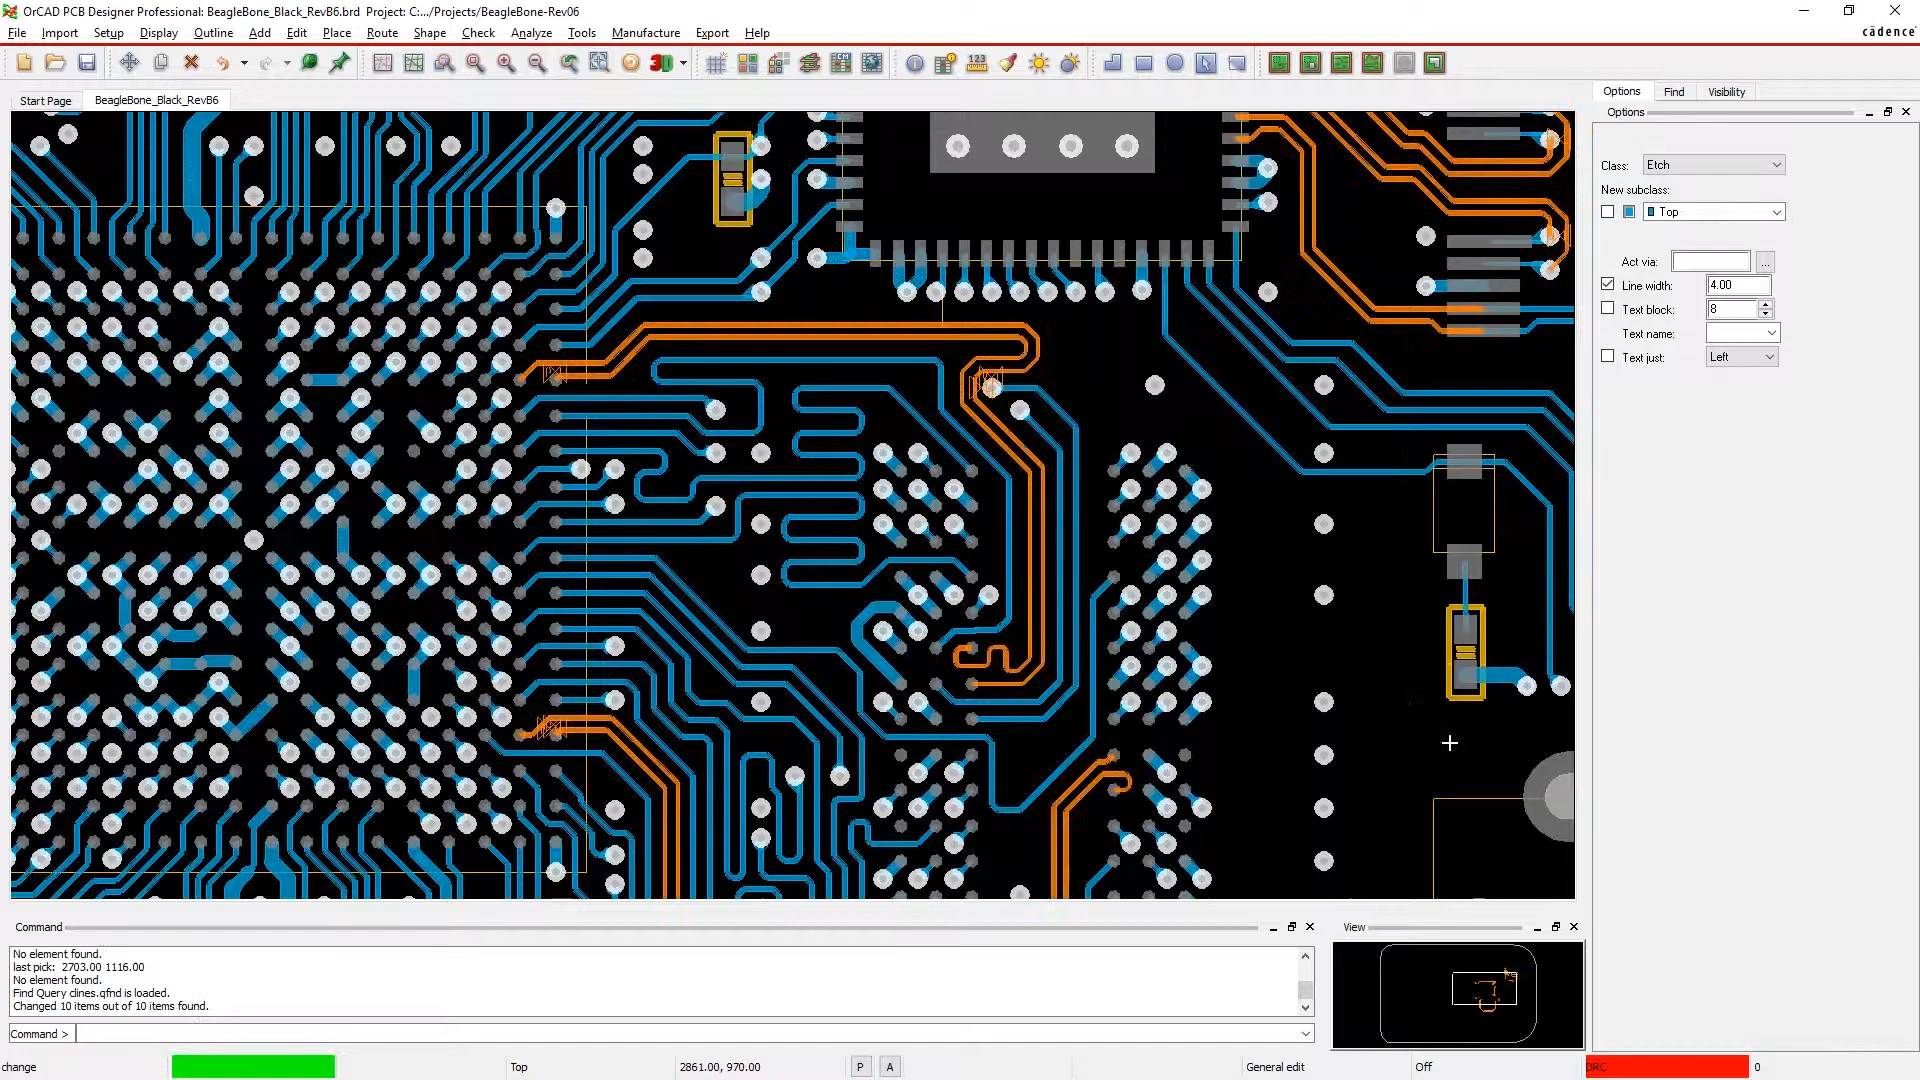 OrCAD PCB Designer Professional: BeagleBone_Black_RevB6.brd  Project: C:.../Projects/BeagleBone-Rev06
File Import Setup Display Outline Add Edit Place Route Shape Check Analyze Tools Manufacture Export Help
cādence
3D
123
Start Page BeagleBone_Black_RevB6
Options Find Visibility
Options
Class: Etch
New subclass:
Top
Act via: ...
Line width: 4.00
Text block: 8
Text name:
Text just: Left
Command
View
No element found.
last pick:  2703.00 1116.00
No element found.
Find Query clines.qfnd is loaded.
Changed 10 items out of 10 items found.
Command >
change Top 2861.00, 970.00 P A General edit Off DRC 0